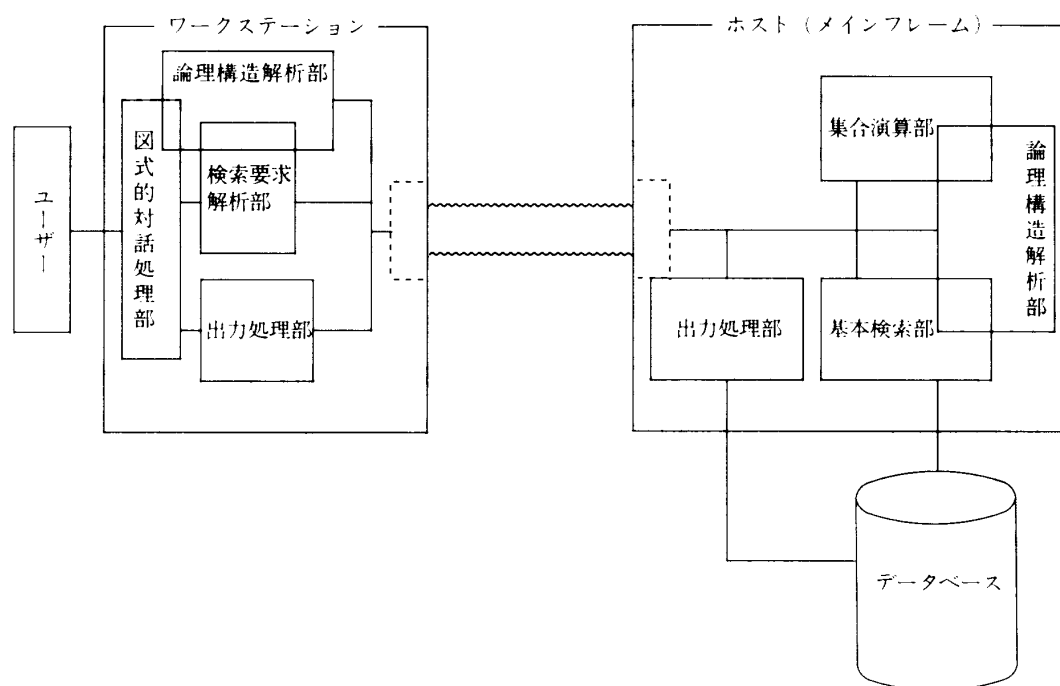 ワークステーション
論理構造解析部
図式的対話処理部
検索要求
解析部
出力処理部
ユーザー
ホスト(メインフレーム)
集合演算部
論理構造解析部
出力処理部
基本検索部
データベース